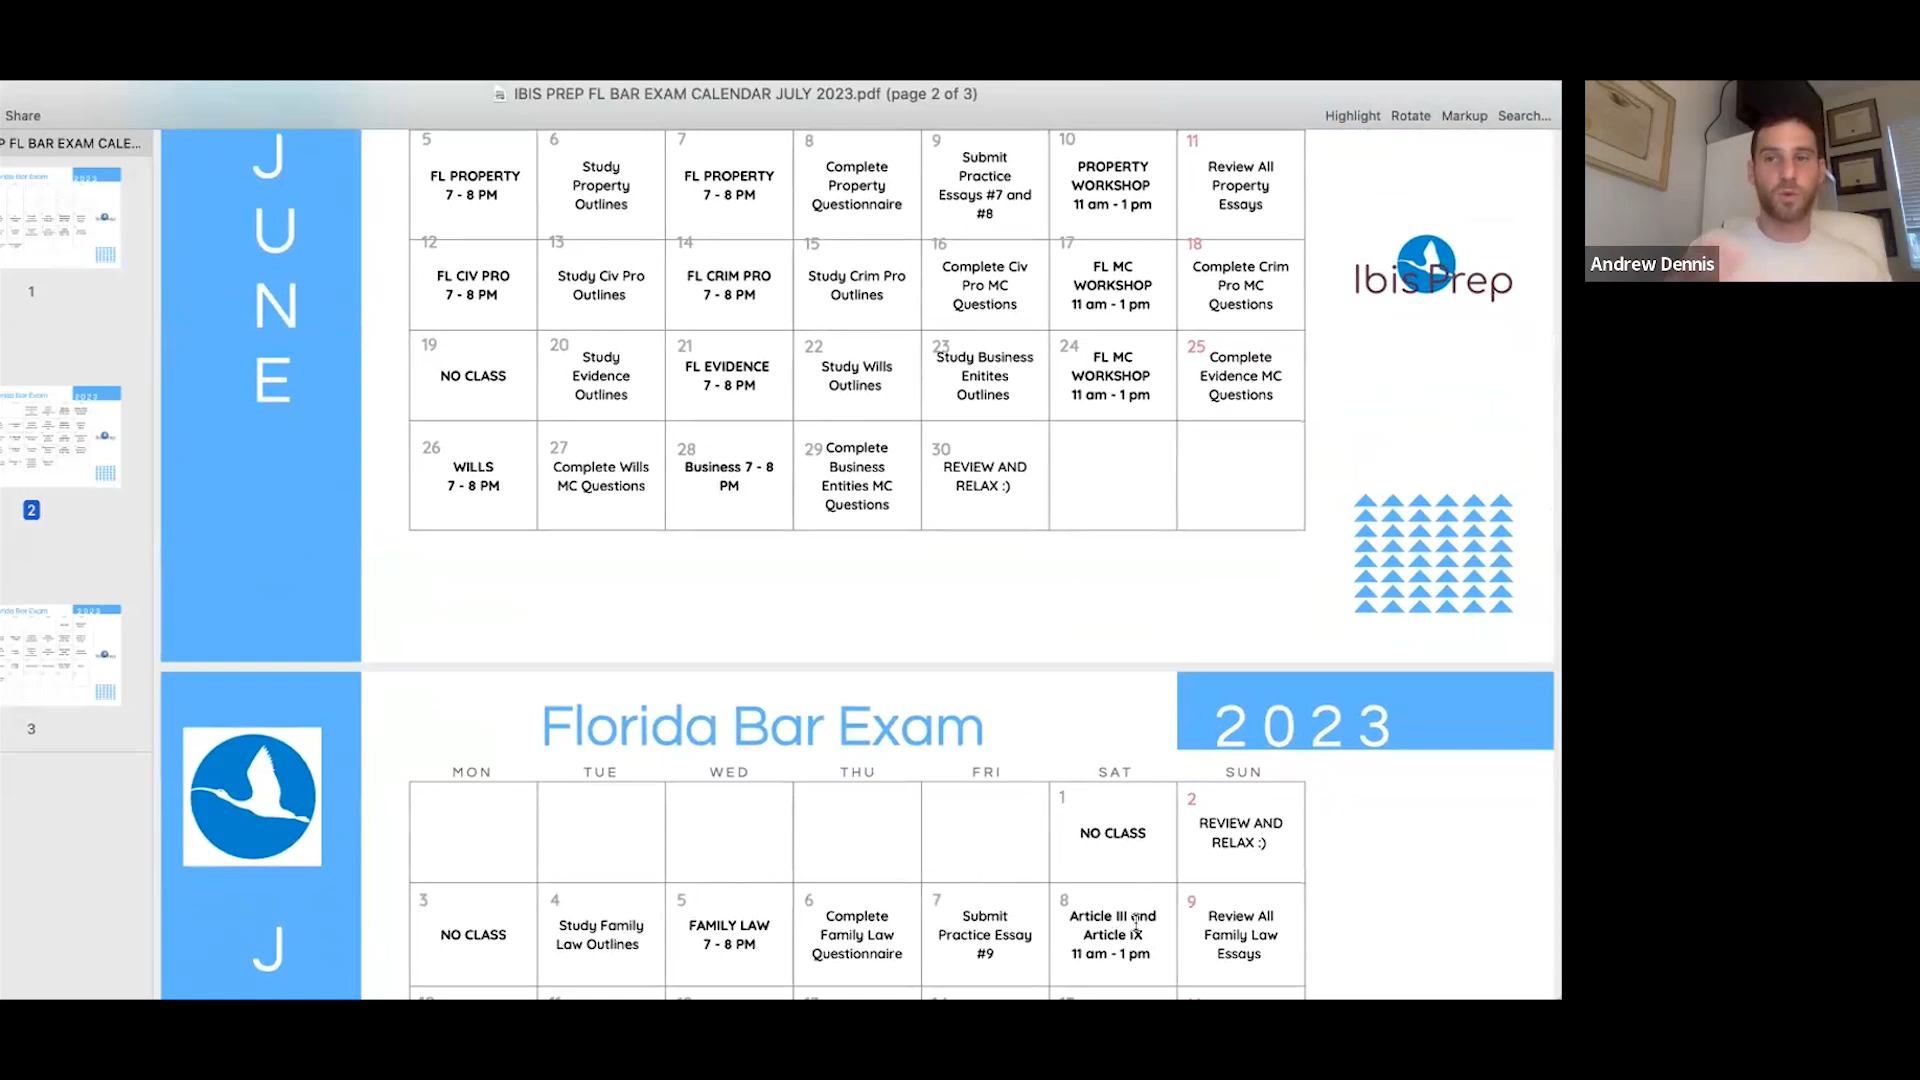 IBIS PREP FL BAR EXAM CALENDAR JULY 2023.pdf (page 2 of 3)
Share
Highlight Rotate Markup Search...
P FL BAR EXAM CALE...
1
2
3
J
U
N
E
5
FL PROPERTY
7 - 8 PM
6
Study
Property
Outlines
7
FL PROPERTY
7 - 8 PM
8
Complete
Property
Questionnaire
9
Submit
Practice
Essays #7 and
#8
10
PROPERTY
WORKSHOP
11 am - 1 pm
11
Review All
Property
Essays
12
FL CIV PRO
7 - 8 PM
13
Study Civ Pro
Outlines
14
FL CRIM PRO
7 - 8 PM
15
Study Crim Pro
Outlines
16
Complete Civ
Pro MC
Questions
17
FL MC
WORKSHOP
11 am - 1 pm
18
Complete Crim
Pro MC
Questions
19
NO CLASS
20
Study
Evidence
Outlines
21
FL EVIDENCE
7 - 8 PM
22
Study Wills
Outlines
23
Study Business
Enitites
Outlines
24
FL MC
WORKSHOP
11 am - 1 pm
25
Complete
Evidence MC
Questions
26
WILLS
7 - 8 PM
27
Complete Wills
MC Questions
28
Business 7 - 8
PM
29
Complete
Business
Entities MC
Questions
30
REVIEW AND
RELAX :)
Ibis Prep
Andrew Dennis
Florida Bar Exam
2023
MON TUE WED THU FRI SAT SUN
1
NO CLASS
2
REVIEW AND
RELAX :)
J
3
NO CLASS
4
Study Family
Law Outlines
5
FAMILY LAW
7 - 8 PM
6
Complete
Family Law
Questionnaire
7
Submit
Practice Essay
#9
8
Article III and
Article IX
11 am - 1 pm
9
Review All
Family Law
Essays